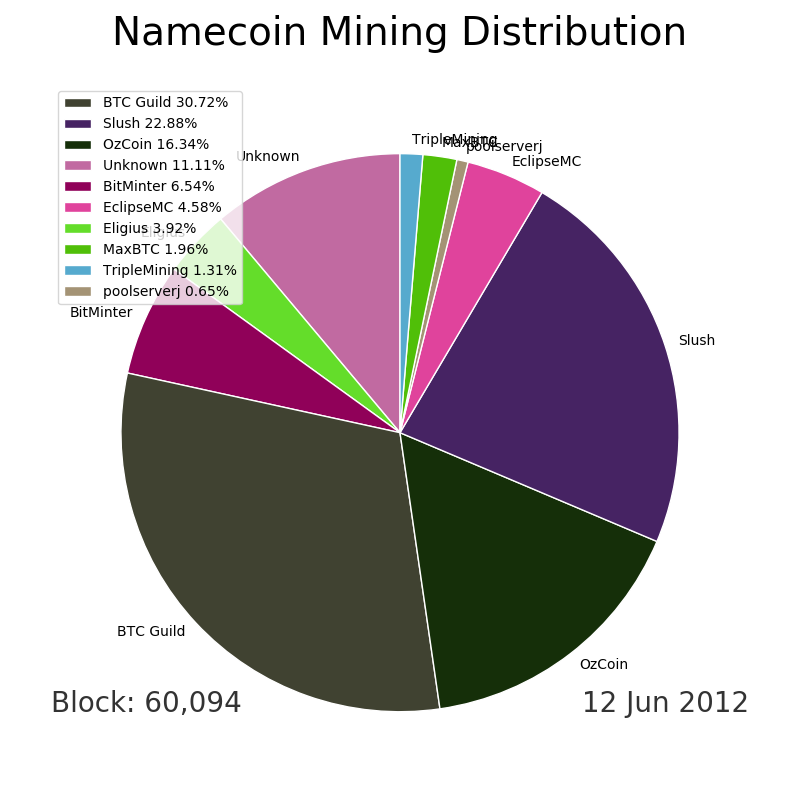 Namecoin Mining Distribution
BTC Guild 30.72%
Slush 22.88%
OzCoin 16.34%
Unknown 11.11%
BitMinter 6.54%
EclipseMC 4.58%
Eligius 3.92%
MaxBTC 1.96%
TripleMining 1.31%
poolserverj 0.65%
Unknown
TripleMining
MaxBTC
poolserverj
EclipseMC
Eligius
BitMinter
Slush
BTC Guild
OzCoin
Block: 60,094
12 Jun 2012